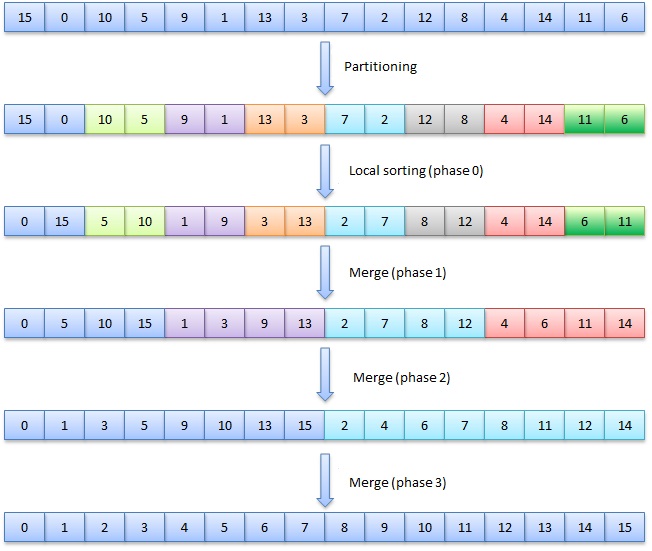 15 0 10 5 9 1 13 3 7 2 12 8 4 14 11 6
Partitioning
15 0 10 5 9 1 13 3 7 2 12 8 4 14 11 6
Local sorting (phase 0)
0 15 5 10 1 9 3 13 2 7 8 12 4 14 6 11
Merge (phase 1)
0 5 10 15 1 3 9 13 2 7 8 12 4 6 11 14
Merge (phase 2)
0 1 3 5 9 10 13 15 2 4 6 7 8 11 12 14
Merge (phase 3)
0 1 2 3 4 5 6 7 8 9 10 11 12 13 14 15